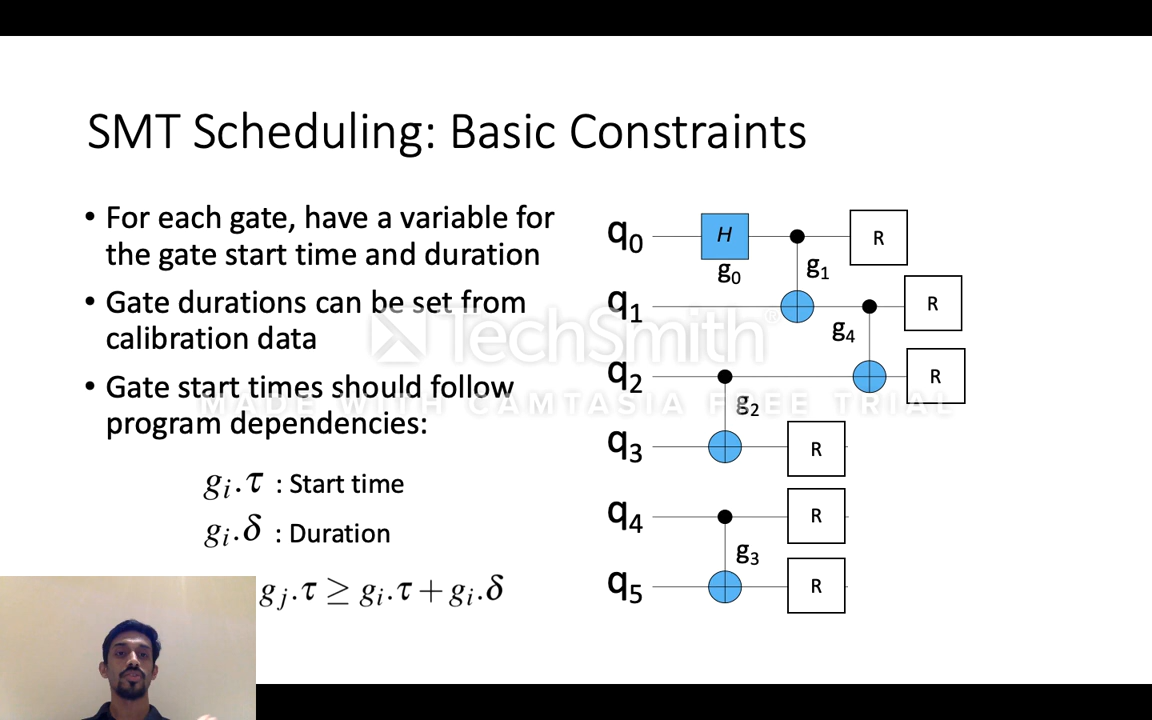 SMT Scheduling: Basic Constraints
• For each gate, have a variable for
the gate start time and duration
• Gate durations can be set from
calibration data
• Gate start times should follow
program dependencies:
gᵢ.τ : Start time
gᵢ.δ : Duration
gⱼ.τ ≥ gᵢ.τ + gᵢ.δ
q₀ H R
g₀ g₁
q₁ R
g₄
q₂ R
g₂
q₃ R
q₄ R
g₃
q₅ R
TechSmith®
MADE WITH CAMTASIA FREE TRIAL